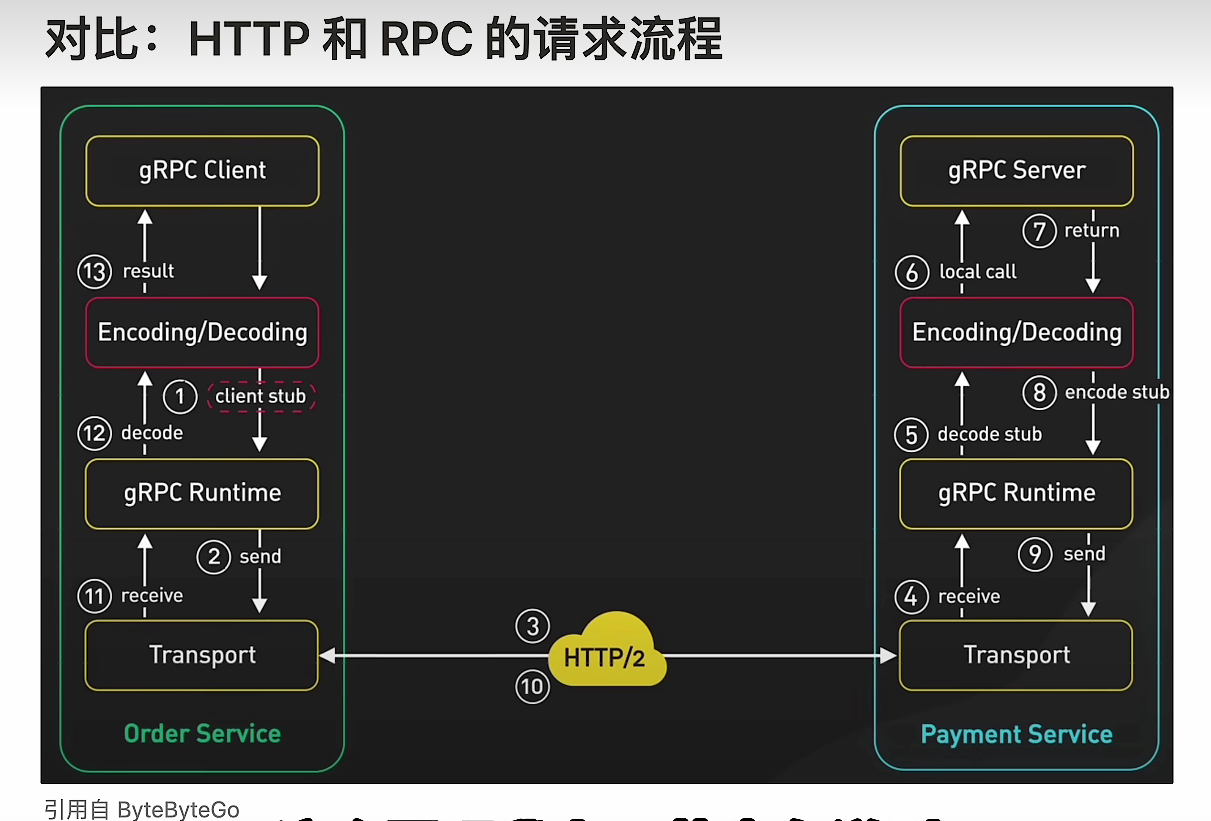 对比：HTTP 和 RPC 的请求流程
gRPC Client
13 result
Encoding/Decoding
1 client stub
12 decode
gRPC Runtime
2 send
11 receive
Transport
Order Service
3
HTTP/2
10
gRPC Server
7 return
6 local call
Encoding/Decoding
8 encode stub
5 decode stub
gRPC Runtime
9 send
4 receive
Transport
Payment Service
引用自 ByteByteGo